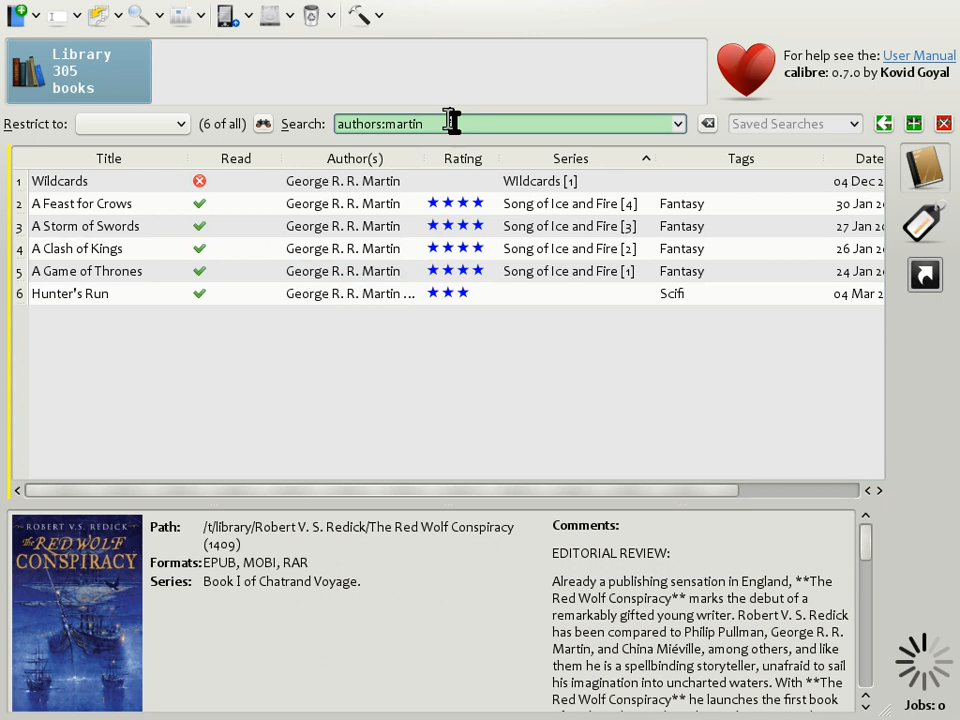 Library
305
books
For help see the: User Manual
calibre: 0.7.0 by Kovid Goyal
Restrict to:
(6 of all)
Search:
authors:martin
Saved Searches
Title Read Author(s) Rating Series Tags Date
1 Wildcards George R. R. Martin WIldcards [1] 04 Dec 2
2 A Feast for Crows George R. R. Martin Song of Ice and Fire [4] Fantasy 30 Jan 20
3 A Storm of Swords George R. R. Martin Song of Ice and Fire [3] Fantasy 27 Jan 20
4 A Clash of Kings George R. R. Martin Song of Ice and Fire [2] Fantasy 26 Jan 20
5 A Game of Thrones George R. R. Martin Song of Ice and Fire [1] Fantasy 24 Jan 20
6 Hunter's Run George R. R. Martin ... Scifi 04 Mar 2
ROBERT V.S. REDICK
The RED WOLF
CONSPIRACY
Path: /t/library/Robert V. S. Redick/The Red Wolf Conspiracy
(1409)
Formats: EPUB, MOBI, RAR
Series: Book I of Chatrand Voyage.
Comments:
EDITORIAL REVIEW:
Already a publishing sensation in England, **The
Red Wolf Conspiracy** marks the debut of a
remarkably gifted young writer. Robert V. S. Redick
has been compared to Philip Pullman, George R. R.
Martin, and China Miéville, among others, and like
them he is a spellbinding storyteller, unafraid to sail
his imagination into uncharted waters. With **The
Red Wolf Conspiracy** he launches the first book
Jobs: 0